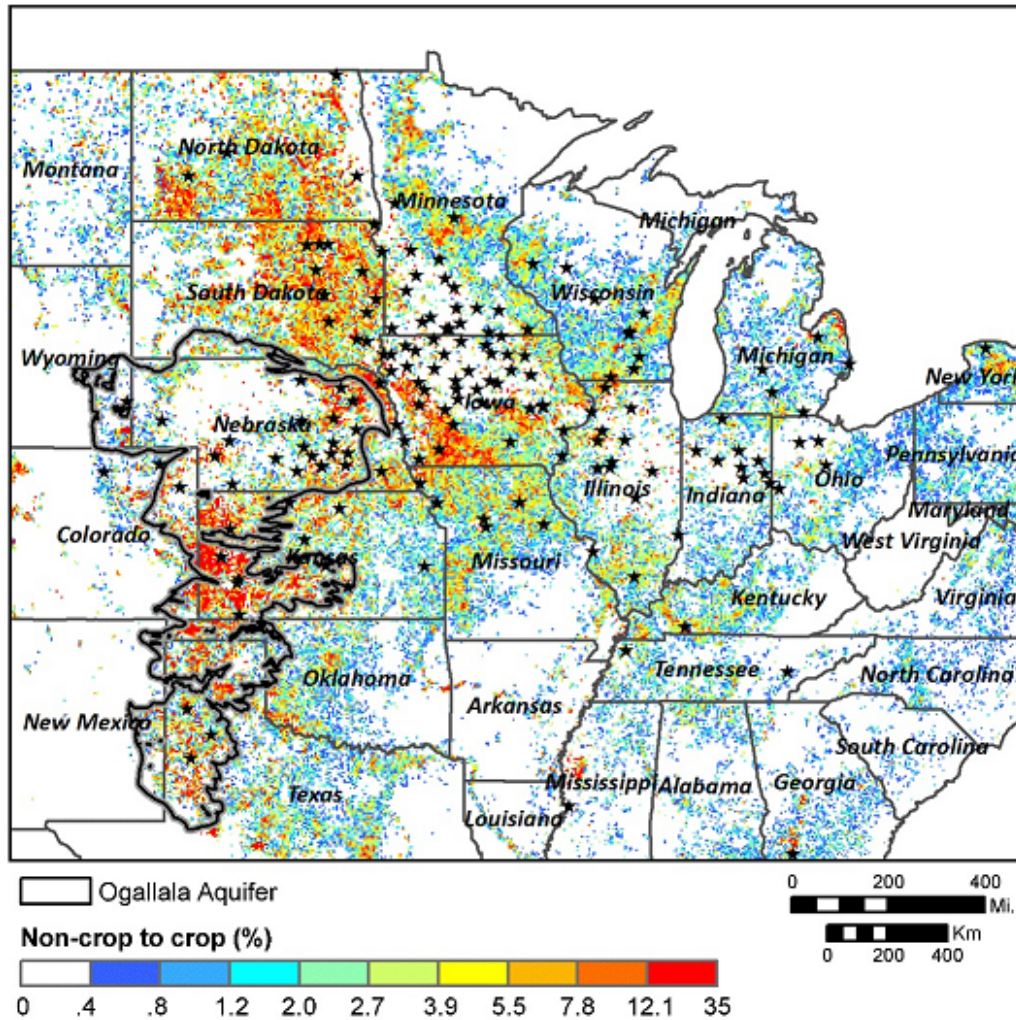 North Dakota
Montana
Minnesota
Michigan
South Dakota
Wisconsin
Wyoming
Michigan
New York
Iowa
Nebraska
Pennsylvania
Illinois
Indiana
Ohio
Maryland
Colorado
West Virginia
Kansas
Missouri
Kentucky
Virginia
Oklahoma
Tennessee
North Carolina
Arkansas
New Mexico
South Carolina
Mississippi
Alabama
Georgia
Texas
Louisiana
Ogallala Aquifer
0 200 400
Mi.
Km
0 200 400
Non-crop to crop (%)
0 .4 .8 1.2 2.0 2.7 3.9 5.5 7.8 12.1 35